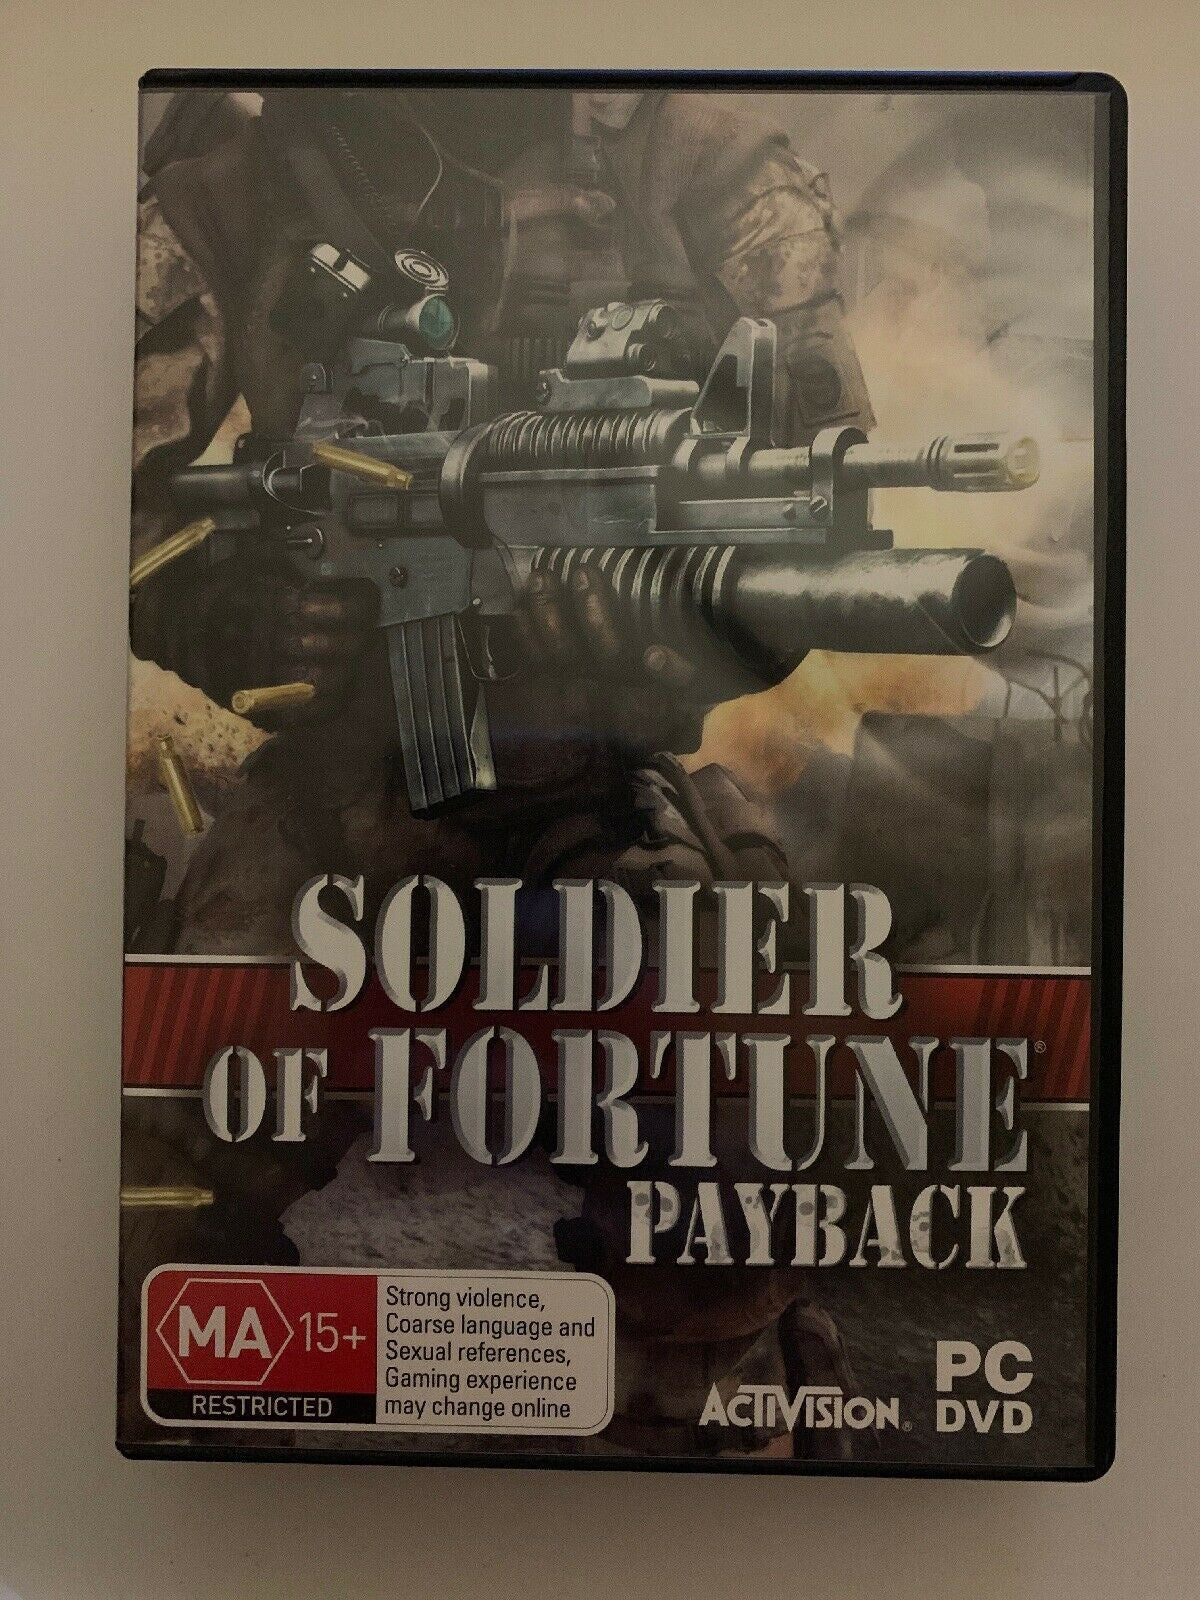 SOLDIER
OF FORTUNE®
PAYBACK
MA 15+
RESTRICTED
Strong violence,
Coarse language and
Sexual references,
Gaming experience
may change online
ACTIVISION®
PC
DVD